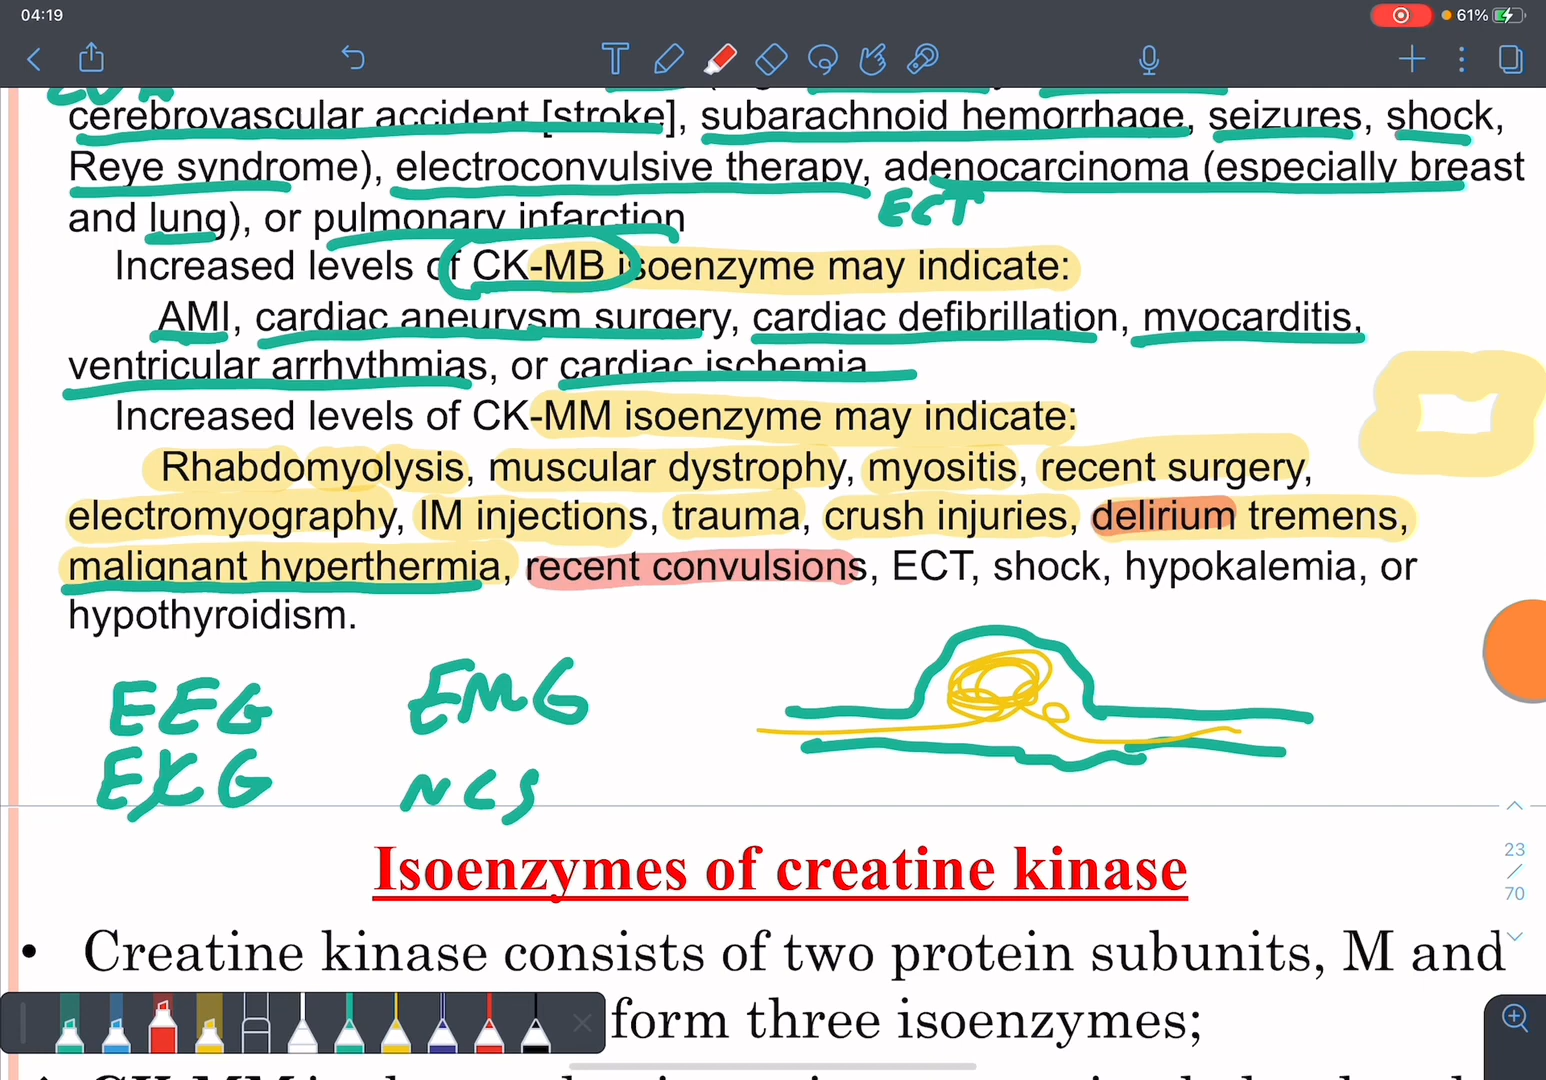 04:19
61%
T
cerebrovascular accident [stroke], subarachnoid hemorrhage, seizures, shock,
Reye syndrome), electroconvulsive therapy, adenocarcinoma (especially breast
and lung), or pulmonary infarction
ECT
Increased levels of CK-MB isoenzyme may indicate:
AMI, cardiac aneurysm surgery, cardiac defibrillation, myocarditis,
ventricular arrhythmias, or cardiac ischemia
Increased levels of CK-MM isoenzyme may indicate:
Rhabdomyolysis, muscular dystrophy, myositis, recent surgery,
electromyography, IM injections, trauma, crush injuries, delirium tremens,
malignant hyperthermia, recent convulsions, ECT, shock, hypokalemia, or
hypothyroidism.
EEG EMG
EKG NCS
23
/
70
Isoenzymes of creatine kinase
• Creatine kinase consists of two protein subunits, M and
form three isoenzymes;